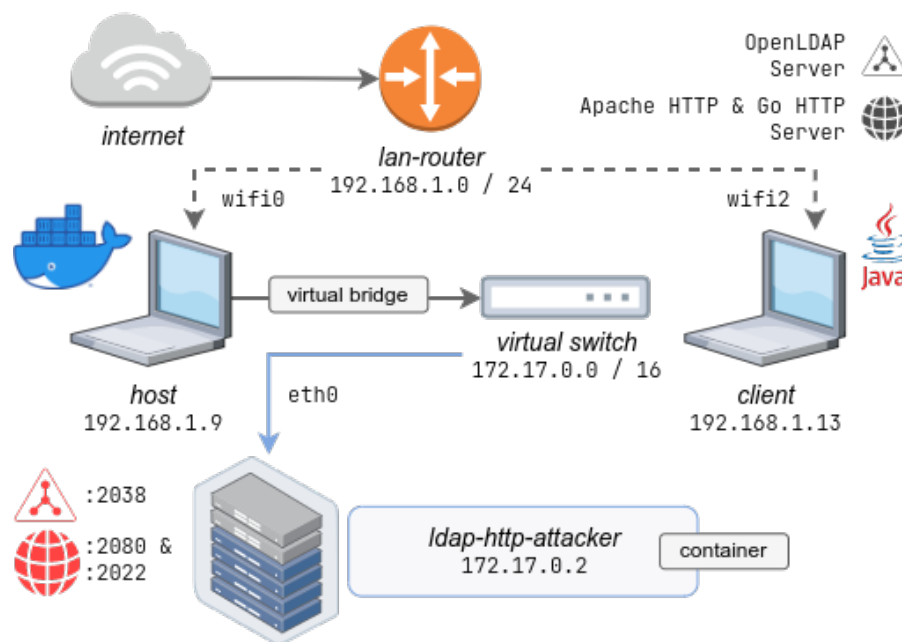 OpenLDAP
Server
Apache HTTP & Go HTTP
Server
internet
lan-router
192.168.1.0 / 24
wifi0
wifi2
Java
virtual bridge
virtual switch
172.17.0.0 / 16
host
192.168.1.9
eth0
client
192.168.1.13
:2038
:2080 &
:2022
ldap-http-attacker
172.17.0.2
container